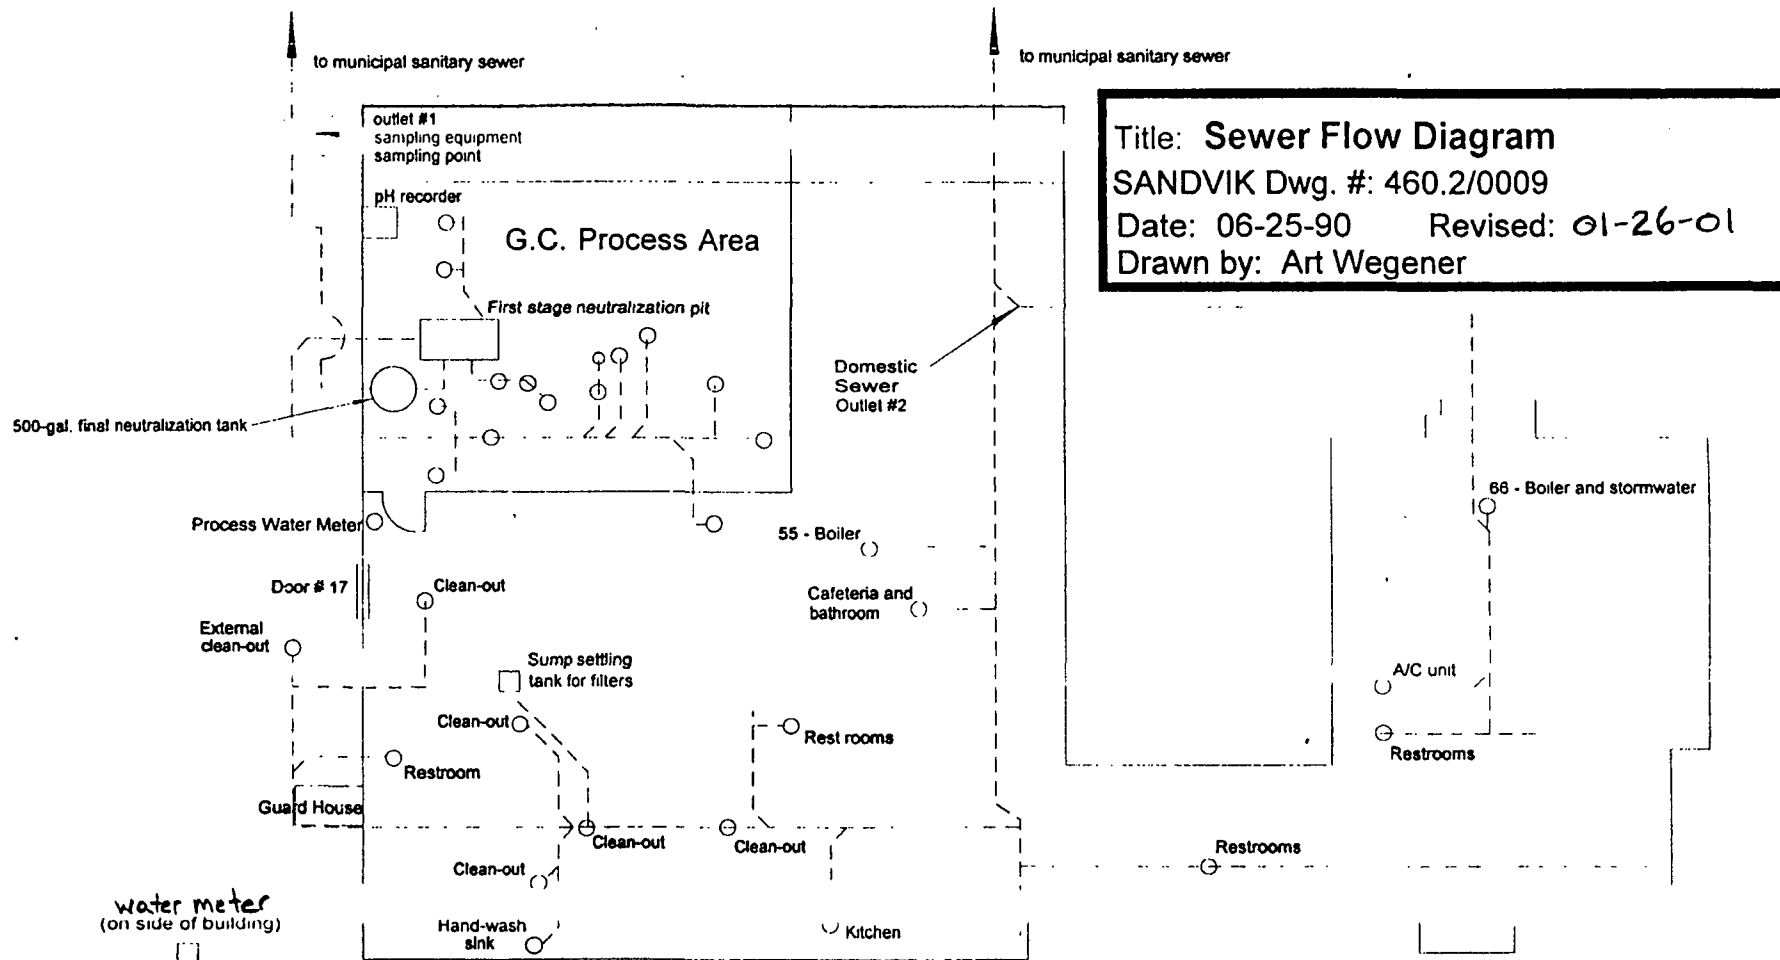 to municipal sanitary sewer
to municipal sanitary sewer
Title: Sewer Flow Diagram
SANDVIK Dwg. #: 460.2/0009
Date: 06-25-90 Revised: 01-26-01
Drawn by: Art Wegener
outlet #1
sampling equipment
sampling point
pH recorder
G.C. Process Area
First stage neutralization pit
Domestic
Sewer
Outlet #2
500-gal. final neutralization tank
66 - Boiler and stormwater
Process Water Meter
55 - Boiler
Door # 17
Clean-out
Cafeteria and
bathroom
External
clean-out
Sump settling
tank for filters
A/C unit
Clean-out
Rest rooms
Restrooms
Restroom
Guard House
Clean-out
Clean-out
Restrooms
Clean-out
water meter
(on side of building)
Hand-wash
sink
Kitchen